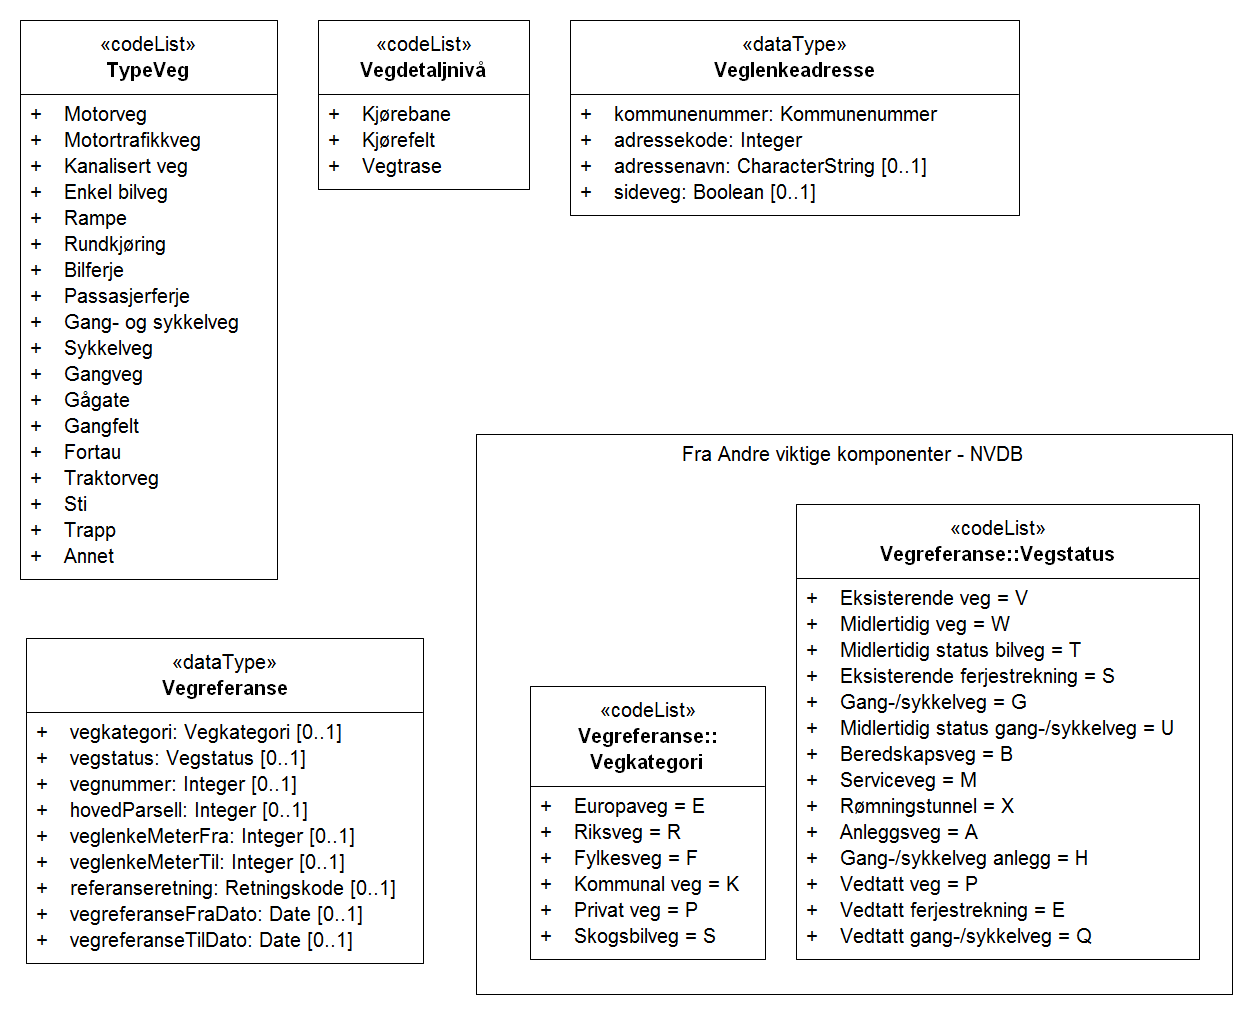 «codeList»
TypeVeg
+ Motorveg
+ Motortrafikkveg
+ Kanalisert veg
+ Enkel bilveg
+ Rampe
+ Rundkjøring
+ Bilferje
+ Passasjerferje
+ Gang- og sykkelveg
+ Sykkelveg
+ Gangveg
+ Gågate
+ Gangfelt
+ Fortau
+ Traktorveg
+ Sti
+ Trapp
+ Annet
«codeList»
Vegdetaljnivå
+ Kjørebane
+ Kjørefelt
+ Vegtrase
«dataType»
Veglenkeadresse
+ kommunenummer: Kommunenummer
+ adressekode: Integer
+ adressenavn: CharacterString [0..1]
+ sideveg: Boolean [0..1]
«dataType»
Vegreferanse
+ vegkategori: Vegkategori [0..1]
+ vegstatus: Vegstatus [0..1]
+ vegnummer: Integer [0..1]
+ hovedParsell: Integer [0..1]
+ veglenkeMeterFra: Integer [0..1]
+ veglenkeMeterTil: Integer [0..1]
+ referanseretning: Retningskode [0..1]
+ vegreferanseFraDato: Date [0..1]
+ vegreferanseTilDato: Date [0..1]
Fra Andre viktige komponenter - NVDB
«codeList»
Vegreferanse::
Vegkategori
+ Europaveg = E
+ Riksveg = R
+ Fylkesveg = F
+ Kommunal veg = K
+ Privat veg = P
+ Skogsbilveg = S
«codeList»
Vegreferanse::Vegstatus
+ Eksisterende veg = V
+ Midlertidig veg = W
+ Midlertidig status bilveg = T
+ Eksisterende ferjestrekning = S
+ Gang-/sykkelveg = G
+ Midlertidig status gang-/sykkelveg = U
+ Beredskapsveg = B
+ Serviceveg = M
+ Rømningstunnel = X
+ Anleggsveg = A
+ Gang-/sykkelveg anlegg = H
+ Vedtatt veg = P
+ Vedtatt ferjestrekning = E
+ Vedtatt gang-/sykkelveg = Q